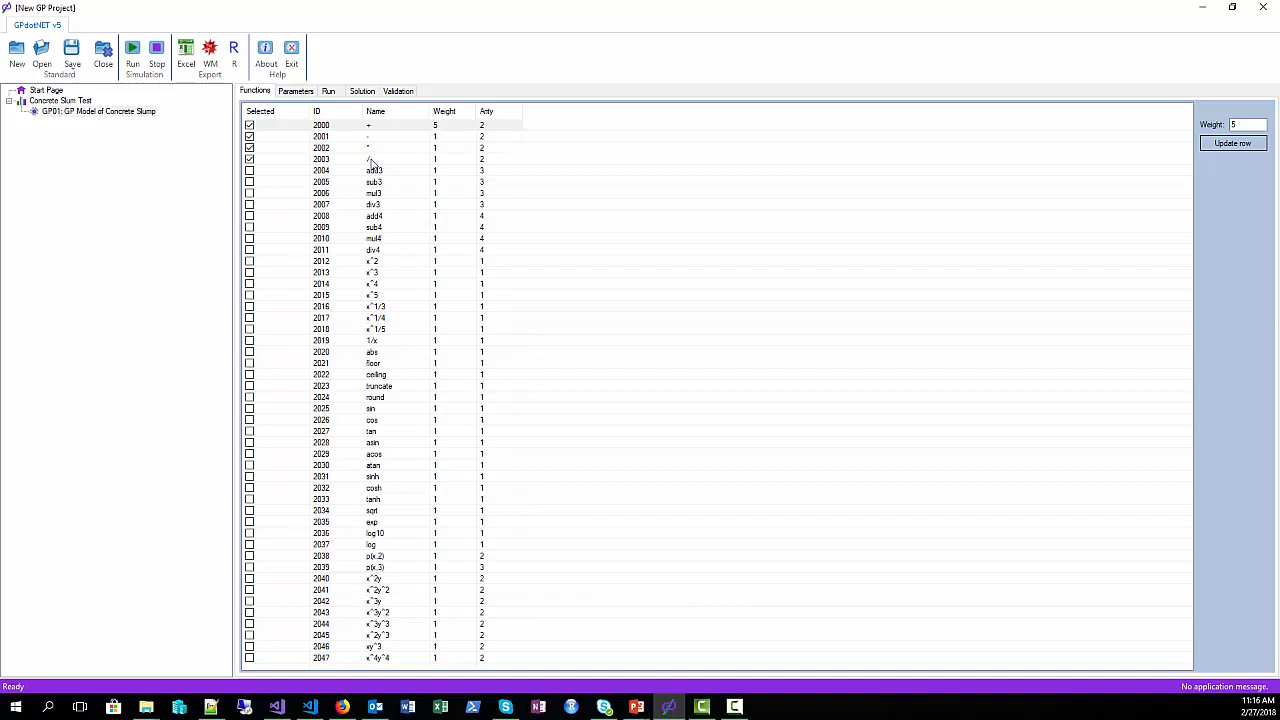 [New GP Project]
GPdotNET v5
New Open Save Close Run Stop Excel WM R About Exit
Standard Simulation Export Help
Start Page
Concrete Slum Test
GP01: GP Model of Concrete Slump
Functions Parameters Run Solution Validation
Selected ID Name Weight Arity
2000 + 5 2
2001 - 1 2
2002 * 1 2
2003 / 1 2
2004 add3 1 3
2005 sub3 1 3
2006 mul3 1 3
2007 div3 1 3
2008 add4 1 4
2009 sub4 1 4
2010 mul4 1 4
2011 div4 1 4
2012 x^2 1 1
2013 x^3 1 1
2014 x^4 1 1
2015 x^5 1 1
2016 x^1/3 1 1
2017 x^1/4 1 1
2018 x^1/5 1 1
2019 1/x 1 1
2020 abs 1 1
2021 floor 1 1
2022 ceiling 1 1
2023 truncate 1 1
2024 round 1 1
2025 sin 1 1
2026 cos 1 1
2027 tan 1 1
2028 asin 1 1
2029 acos 1 1
2030 atan 1 1
2031 sinh 1 1
2032 cosh 1 1
2033 tanh 1 1
2034 sqrt 1 1
2035 exp 1 1
2036 log10 1 1
2037 log 1 1
2038 p(x,2) 1 2
2039 p(x,3) 1 3
2040 x^2y 1 2
2041 x^2y^2 1 2
2042 x^3y 1 2
2043 x^3y^2 1 2
2044 x^3y^3 1 2
2045 x^2y^3 1 2
2046 xy^3 1 2
2047 x^4y^4 1 2
Weight: 5
Update row
Ready
No application message.
11:16 AM
2/27/2018